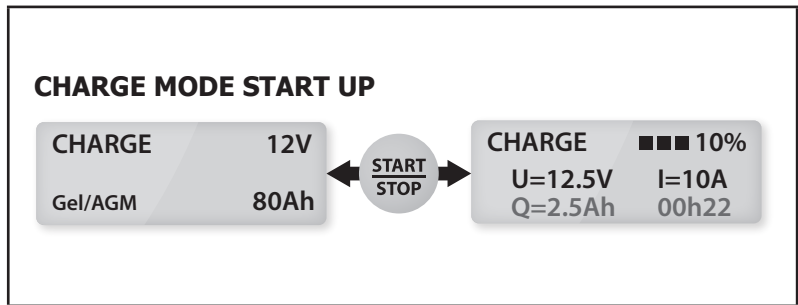 CHARGE MODE START UP
CHARGE 12V
Gel/AGM 80Ah
START
STOP
CHARGE 10%
U=12.5V I=10A
Q=2.5Ah 00h22